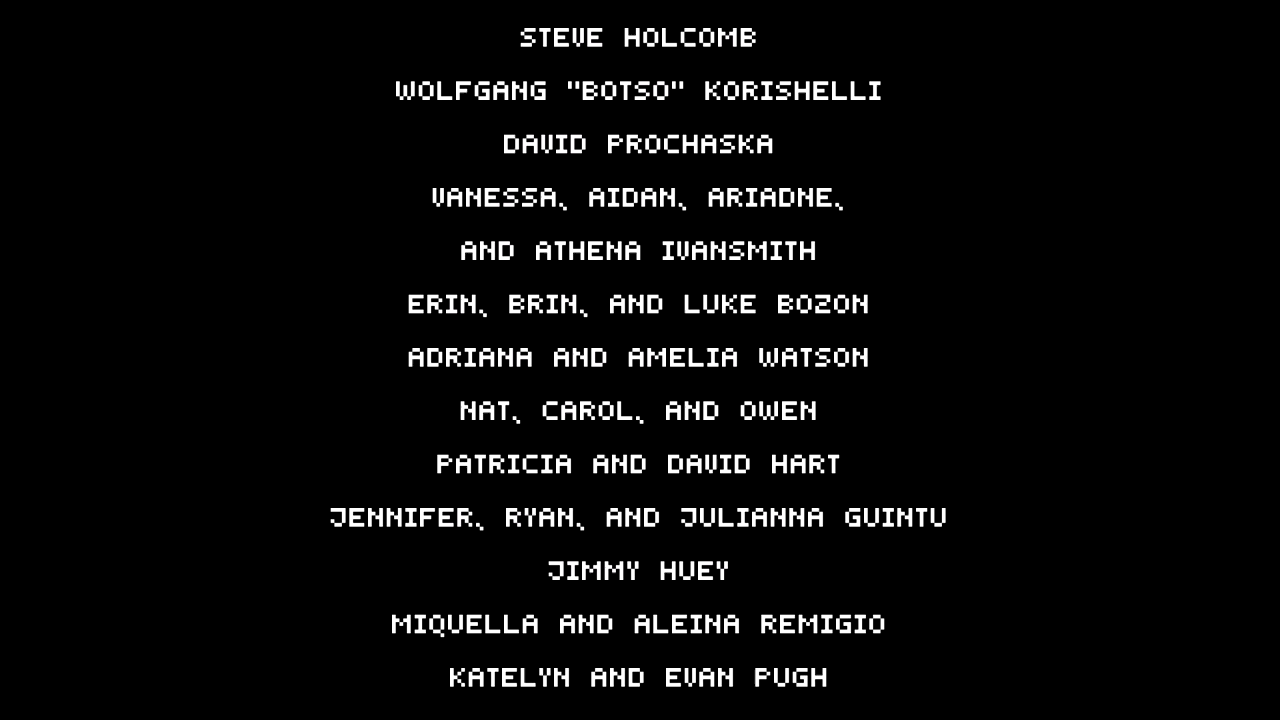 STEVE HOLCOMB
WOLFGANG "BOTSO" KORISHELLI
DAVID PROCHASKA
VANESSA, AIDAN, ARIADNE,
AND ATHENA IVANSMITH
ERIN, BRIN, AND LUKE BOZON
ADRIANA AND AMELIA WATSON
NAT, CAROL, AND OWEN
PATRICIA AND DAVID HART
JENNIFER, RYAN, AND JULIANNA GUINTU
JIMMY HUEY
MIQUELLA AND ALEINA REMIGIO
KATELYN AND EVAN PUGH